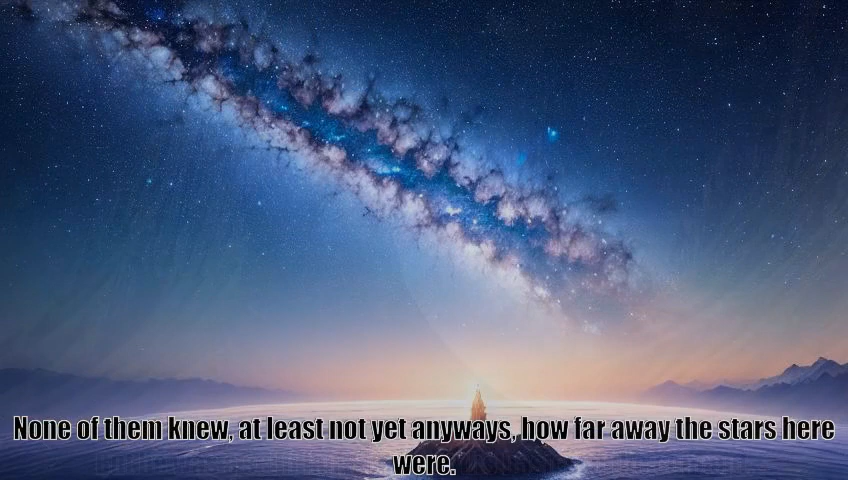 None of them knew, at least not yet anyways, how far away the stars here
were.